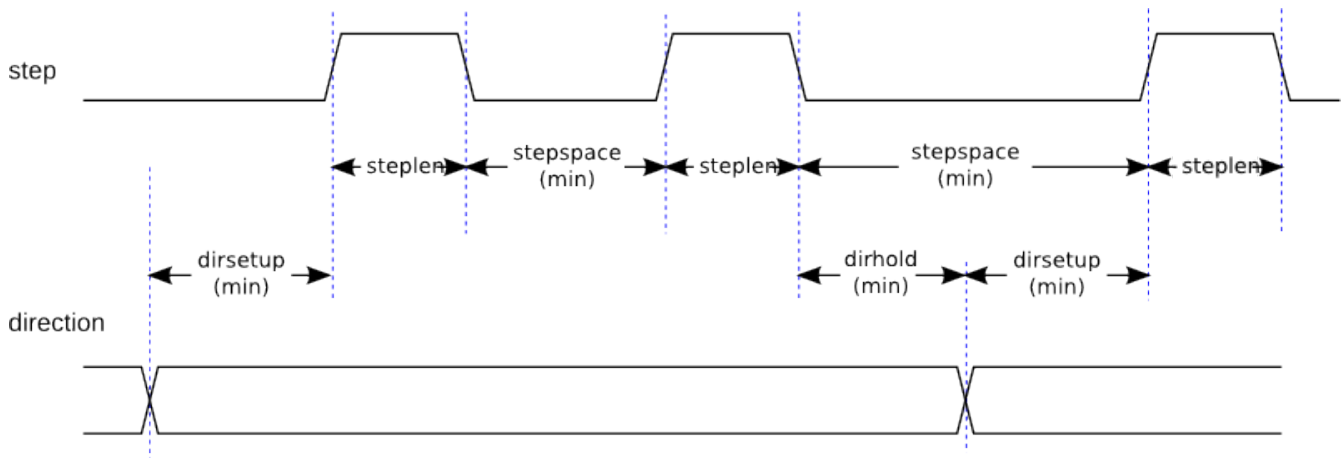 step
steplen
stepspace
(min)
steplen
stepspace
(min)
steplen
dirsetup
(min)
dirhold
(min)
dirsetup
(min)
direction